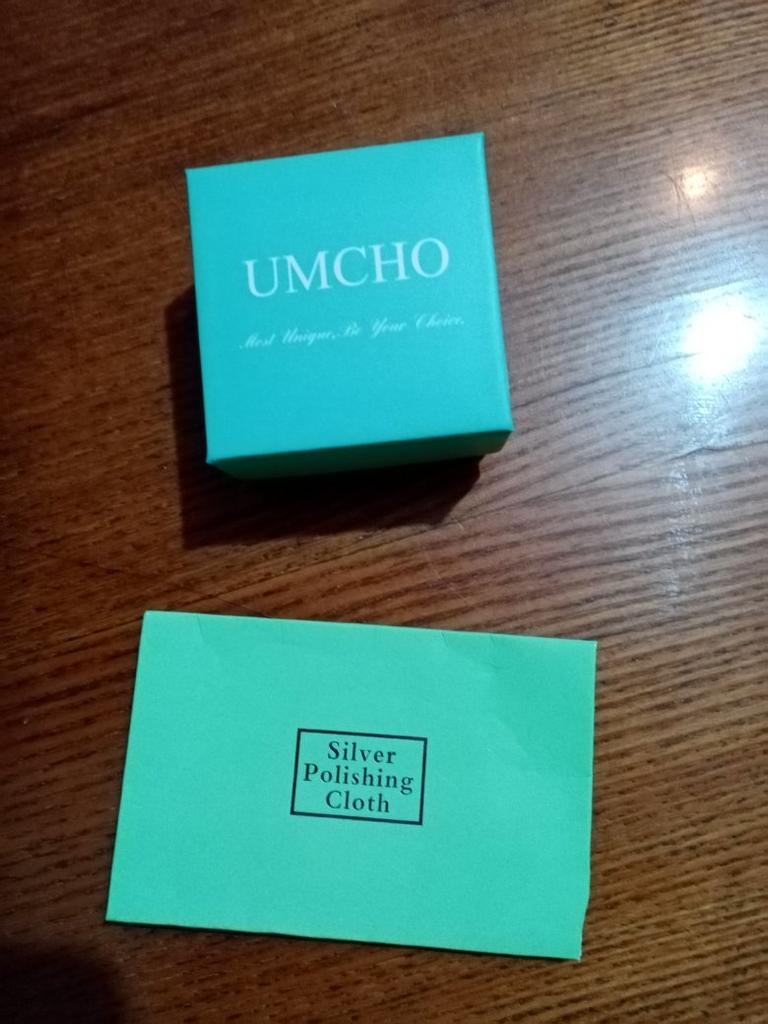 UMCHO
Most Unique, Be Your Choice.
Silver
Polishing
Cloth